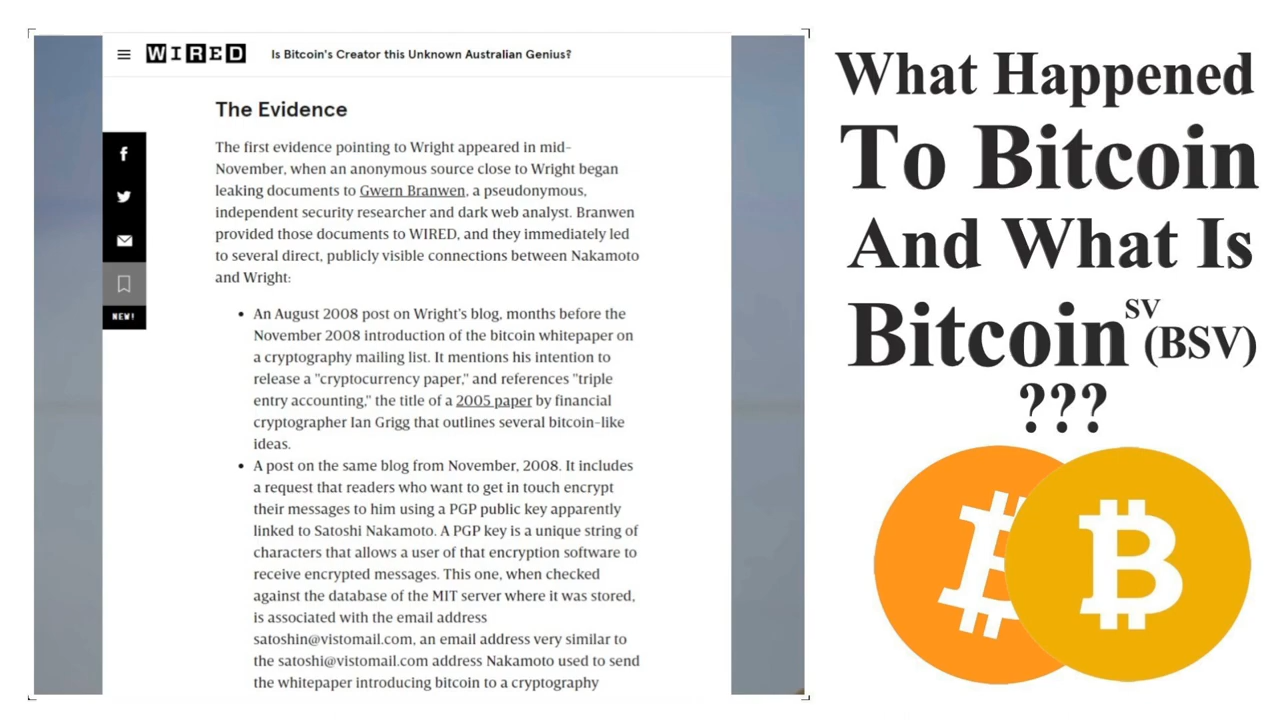 WIRED
Is Bitcoin's Creator this Unknown Australian Genius?
The Evidence
The first evidence pointing to Wright appeared in mid-
November, when an anonymous source close to Wright began
leaking documents to Gwern Branwen, a pseudonymous,
independent security researcher and dark web analyst. Branwen
provided those documents to WIRED, and they immediately led
to several direct, publicly visible connections between Nakamoto
and Wright:
• An August 2008 post on Wright's blog, months before the
November 2008 introduction of the bitcoin whitepaper on
a cryptography mailing list. It mentions his intention to
release a "cryptocurrency paper," and references "triple
entry accounting," the title of a 2005 paper by financial
cryptographer Ian Grigg that outlines several bitcoin-like
ideas.
• A post on the same blog from November, 2008. It includes
a request that readers who want to get in touch encrypt
their messages to him using a PGP public key apparently
linked to Satoshi Nakamoto. A PGP key is a unique string of
characters that allows a user of that encryption software to
receive encrypted messages. This one, when checked
against the database of the MIT server where it was stored,
is associated with the email address
satoshin@vistomail.com, an email address very similar to
the satoshi@vistomail.com address Nakamoto used to send
the whitepaper introducing bitcoin to a cryptography
NEW!
What Happened
To Bitcoin
And What Is
Bitcoin SV (BSV)
???